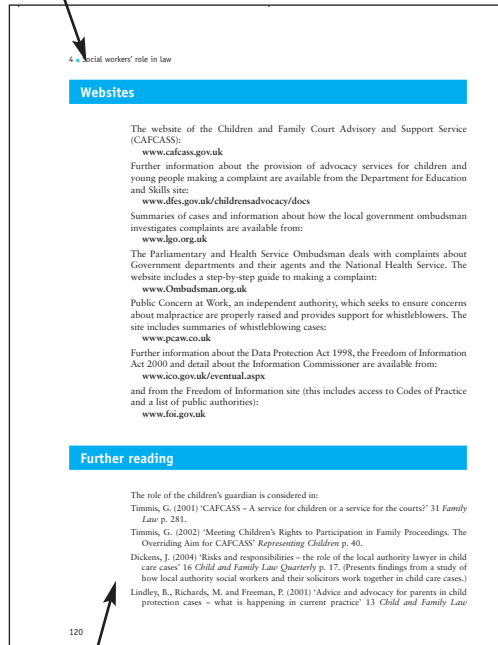 4 ■ Social workers' role in law
Websites
The website of the Children and Family Court Advisory and Support Service
(CAFCASS):
www.cafcass.gov.uk
Further information about the provision of advocacy services for children and
young people making a complaint are available from the Department for Education
and Skills site:
www.dfes.gov.uk/childrensadvocacy/docs
Summaries of cases and information about how the local government ombudsman
investigates complaints are available from:
www.lgo.org.uk
The Parliamentary and Health Service Ombudsman deals with complaints about
Government departments and their agents and the National Health Service. The
website includes a step-by-step guide to making a complaint:
www.Ombudsman.org.uk
Public Concern at Work, an independent authority, which seeks to ensure concerns
about malpractice are properly raised and provides support for whistleblowers. The
site includes summaries of whistleblowing cases:
www.pcaw.co.uk
Further information about the Data Protection Act 1998, the Freedom of Information
Act 2000 and detail about the Information Commissioner are available from:
www.ico.gov.uk/eventual.aspx
and from the Freedom of Information site (this includes access to Codes of Practice
and a list of public authorities):
www.foi.gov.uk
Further reading
The role of the children's guardian is considered in:
Timmis, G. (2001) 'CAFCASS – A service for children or a service for the courts?' 31 Family
Law p. 281.
Timmis, G. (2002) 'Meeting Children's Rights to Participation in Family Proceedings. The
Overriding Aim for CAFCASS' Representing Children p. 40.
Dickens, J. (2004) 'Risks and responsibilities – the role of the local authority lawyer in child
care cases' 16 Child and Family Law Quarterly p. 17. (Presents findings from a study of
how local authority social workers and their solicitors work together in child care cases.)
Lindley, B., Richards, M. and Freeman, P. (2001) 'Advice and advocacy for parents in child
protection cases – what is happening in current practice' 13 Child and Family Law
120